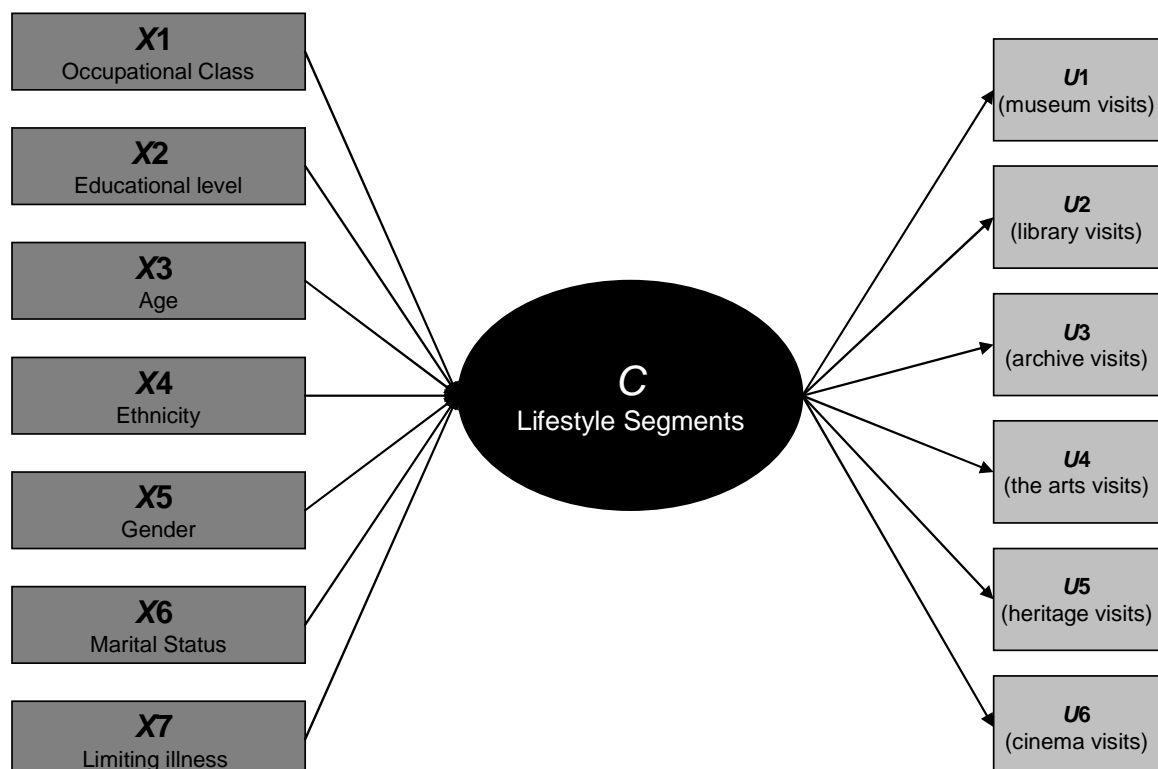 X1
Occupational Class
X2
Educational level
X3
Age
X4
Ethnicity
X5
Gender
X6
Marital Status
X7
Limiting illness
C
Lifestyle Segments
U1
(museum visits)
U2
(library visits)
U3
(archive visits)
U4
(the arts visits)
U5
(heritage visits)
U6
(cinema visits)